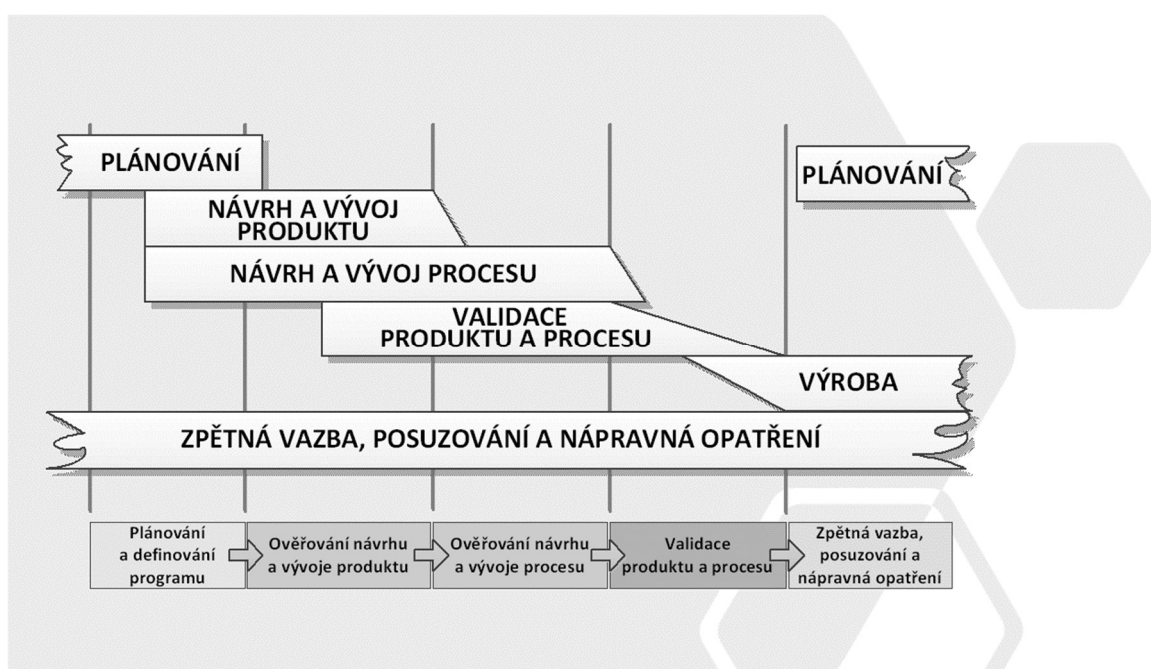 PLÁNOVÁNÍ
PLÁNOVÁNÍ
NÁVRH A VÝVOJ
PRODUKTU
NÁVRH A VÝVOJ PROCESU
VALIDACE
PRODUKTU A PROCESU
VÝROBA
ZPĚTNÁ VAZBA, POSUZOVÁNÍ A NÁPRAVNÁ OPATŘENÍ
Plánování
a definování
programu
Ověřování návrhu
a vývoje produktu
Ověřování návrhu
a vývoje procesu
Validace
produktu a procesu
Zpětná vazba,
posuzování a
nápravná opatření